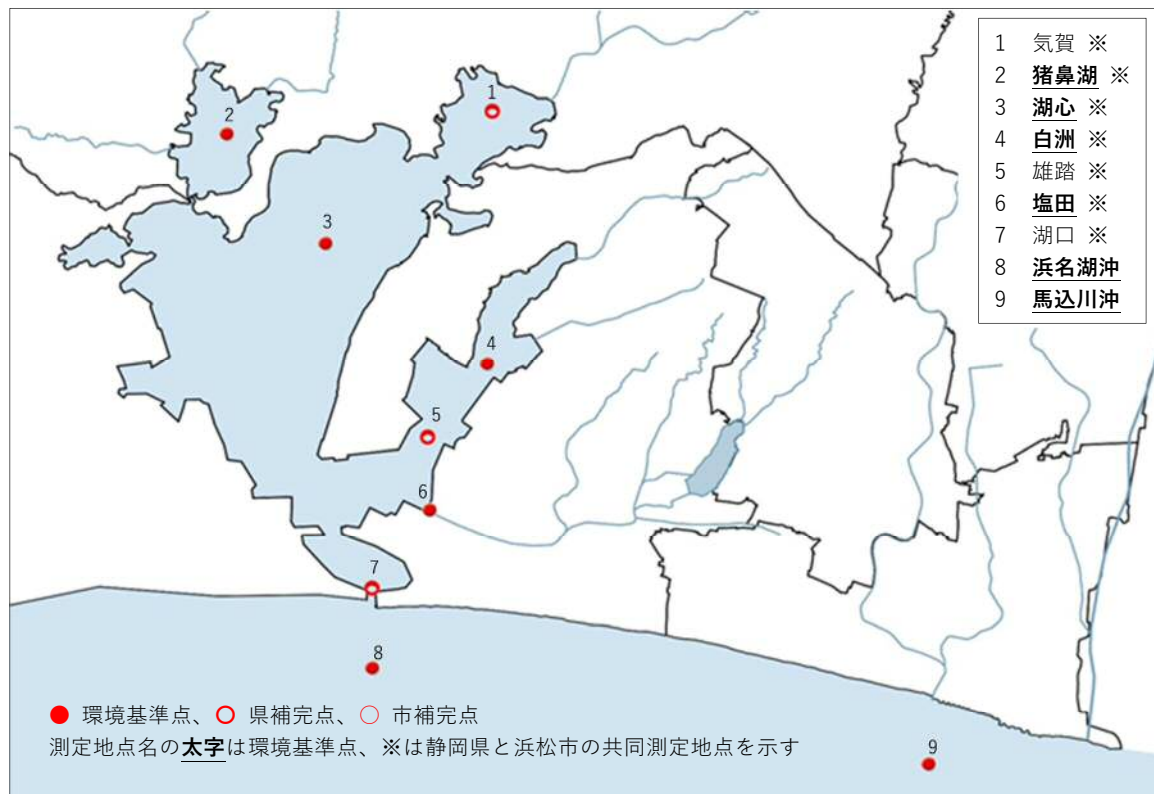 1 気賀 ※
2 猪鼻湖 ※
3 湖心 ※
4 白洲 ※
5 雄踏 ※
6 塩田 ※
7 湖口 ※
8 浜名湖沖
9 馬込川沖
1
2
3
4
5
6
7
8
9
● 環境基準点、○ 県補完点、○ 市補完点
測定地点名の太字は環境基準点、※は静岡県と浜松市の共同測定地点を示す